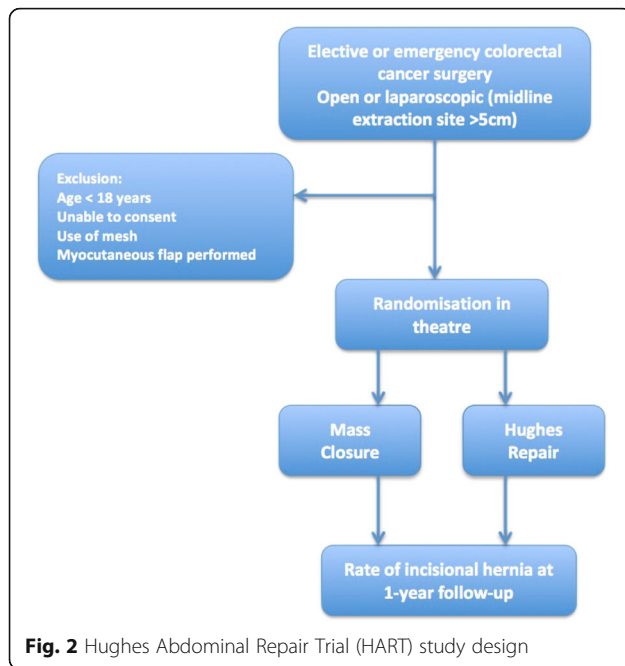 Elective or emergency colorectal
cancer surgery
Open or laparoscopic (midline
extraction site >5cm)
Exclusion:
Age < 18 years
Unable to consent
Use of mesh
Myocutaneous flap performed
Randomisation in
theatre
Mass
Closure
Hughes
Repair
Rate of incisional hernia at
1-year follow-up
Fig. 2 Hughes Abdominal Repair Trial (HART) study design